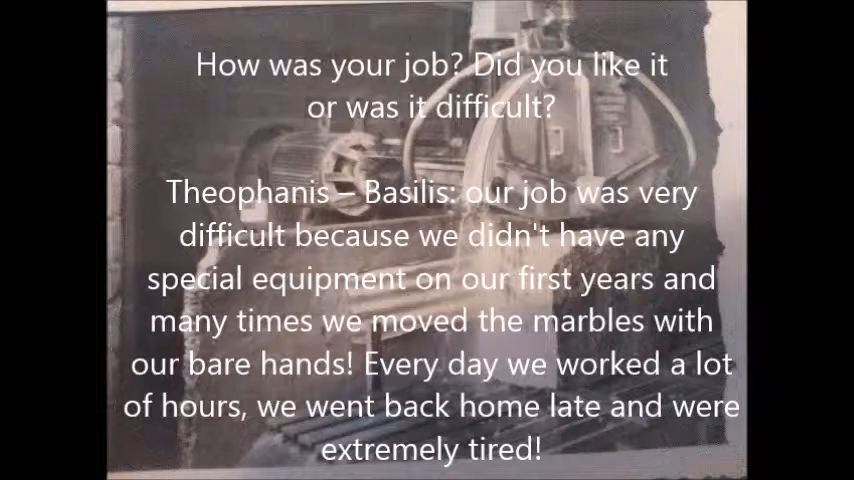 How was your job? Did you like it
or was it difficult?
Theophanis – Basilis: our job was very
difficult because we didn't have any
special equipment on our first years and
many times we moved the marbles with
our bare hands! Every day we worked a lot
of hours, we went back home late and were
extremely tired!